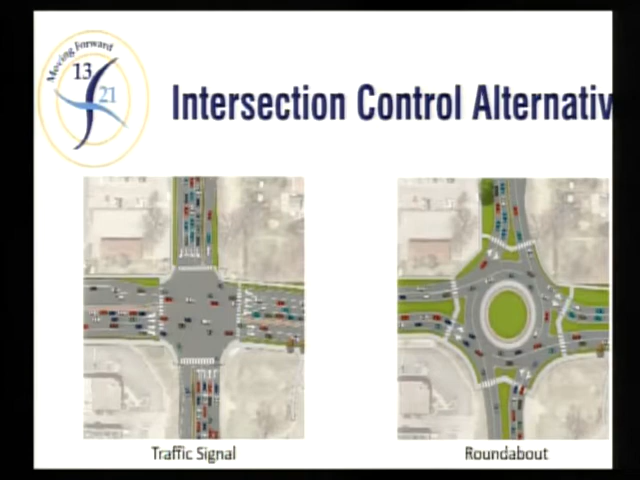 Moving Forward
13
21
Intersection Control Alternativ
Traffic Signal
Roundabout